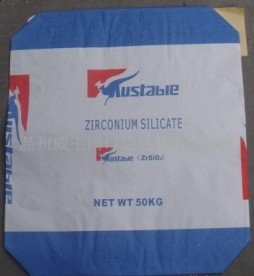 Austable
ZIRCONIUM SILICATE
Austable (ZrSiO₄)
NET WT 50KG